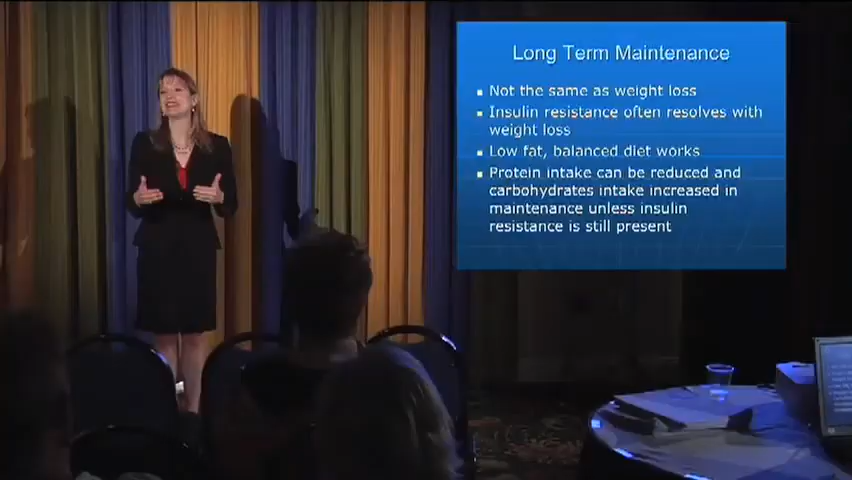 Long Term Maintenance
Not the same as weight loss
Insulin resistance often resolves with
weight loss
Low fat, balanced diet works
Protein intake can be reduced and
carbohydrates intake increased in
maintenance unless insulin
resistance is still present